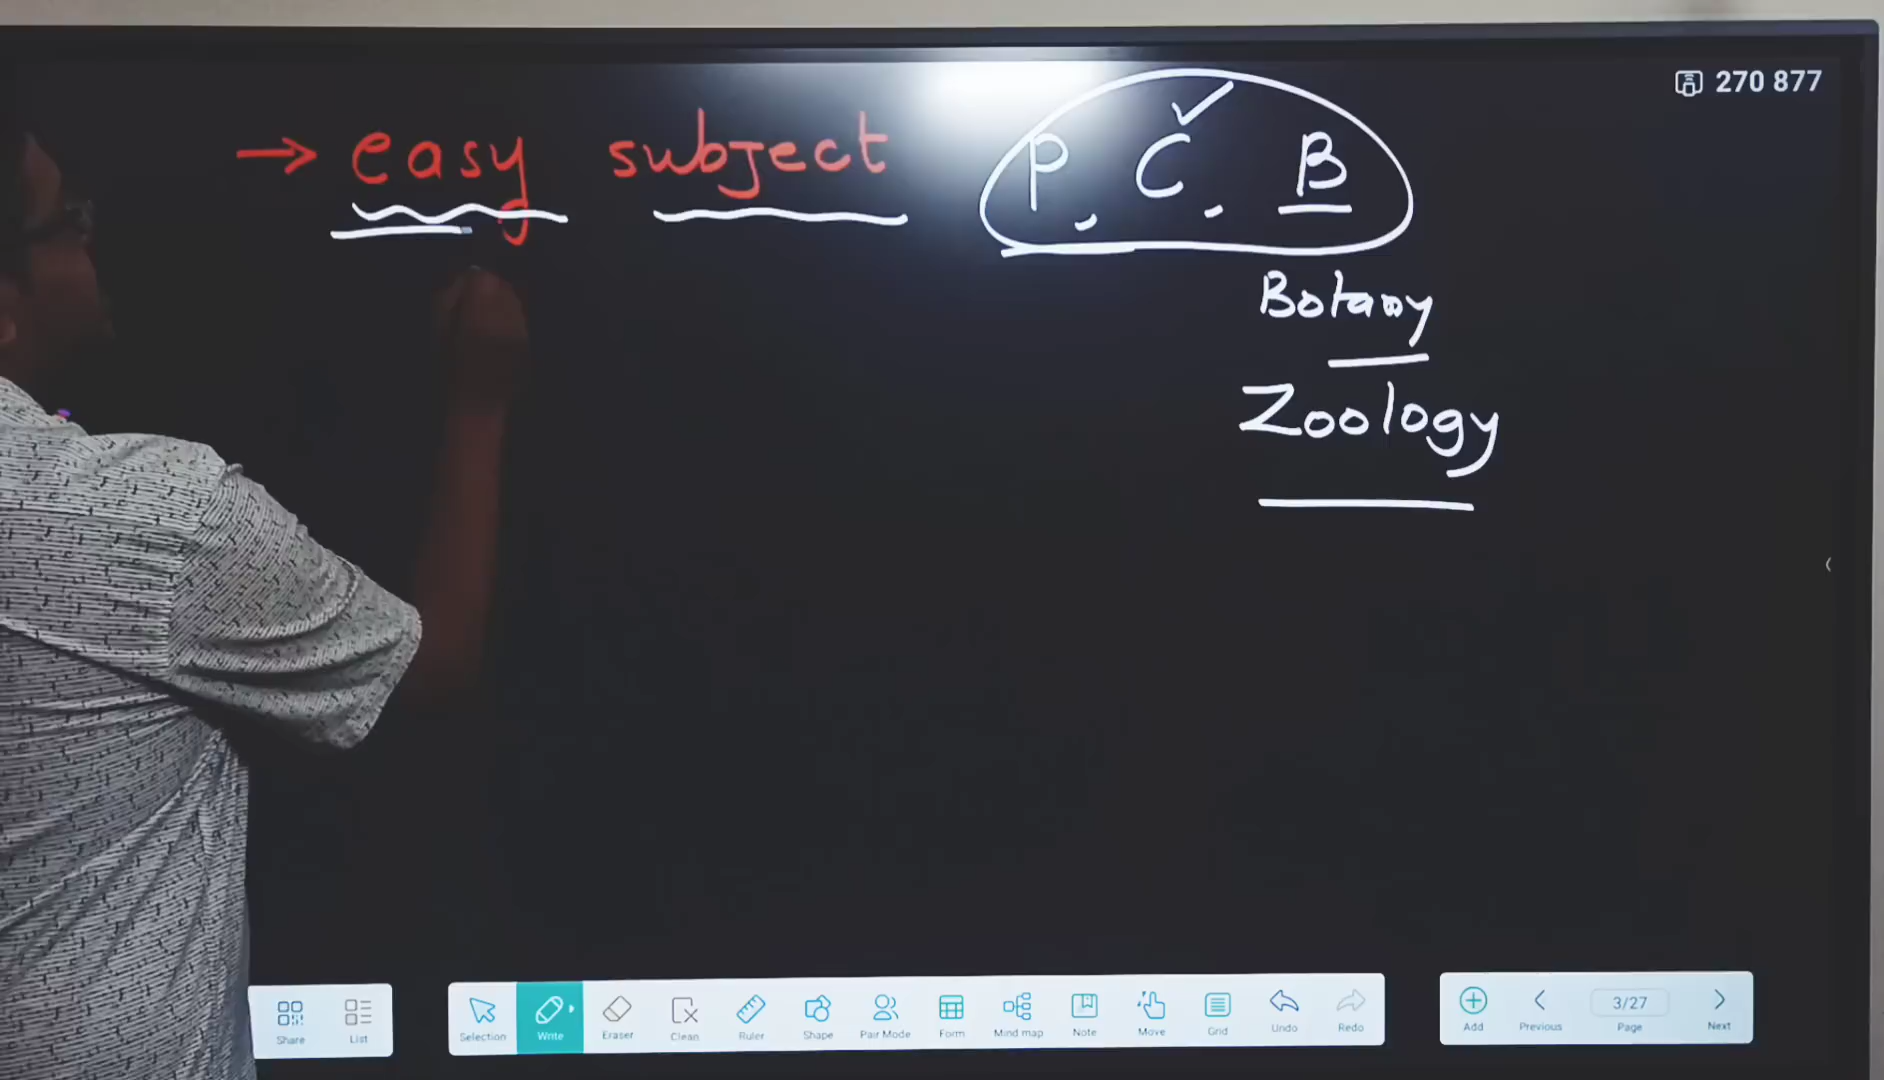 270 877
→ easy subject P, C, B
Botany
Zoology
Share List Selection Write Eraser Clean Ruler Shape Pair Mode Form Mind map Note Move Grid Undo Redo Add Previous 3/27 Page Next